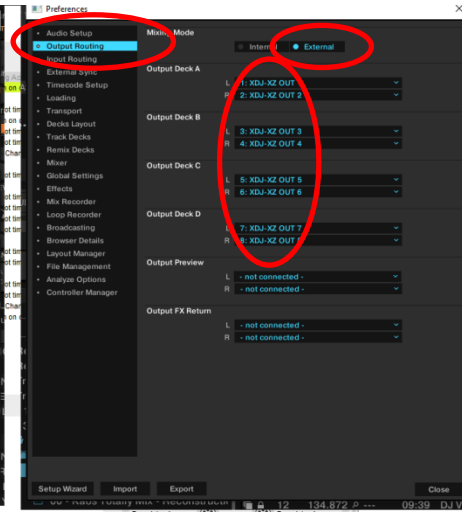 Preferences
Audio Setup
Output Routing
Input Routing
External Sync
Timecode Setup
Loading
Transport
Decks Layout
Track Decks
Remix Decks
Mixer
Global Settings
Effects
Mix Recorder
Loop Recorder
Broadcasting
Browser Details
Layout Manager
File Management
Analyze Options
Controller Manager
Mixing Mode
Internal External
Output Deck A
L 1: XDJ-XZ OUT
R 2: XDJ-XZ OUT 2
Output Deck B
L 3: XDJ-XZ OUT 3
R 4: XDJ-XZ OUT 4
Output Deck C
L 5: XDJ-XZ OUT 5
R 6: XDJ-XZ OUT 6
Output Deck D
L 7: XDJ-XZ OUT 7
R 8: XDJ-XZ OUT
Output Preview
L - not connected -
R - not connected -
Output FX Return
L - not connected -
R - not connected -
Setup Wizard Import Export Close
12 134.872 --- 09:39 DJ V